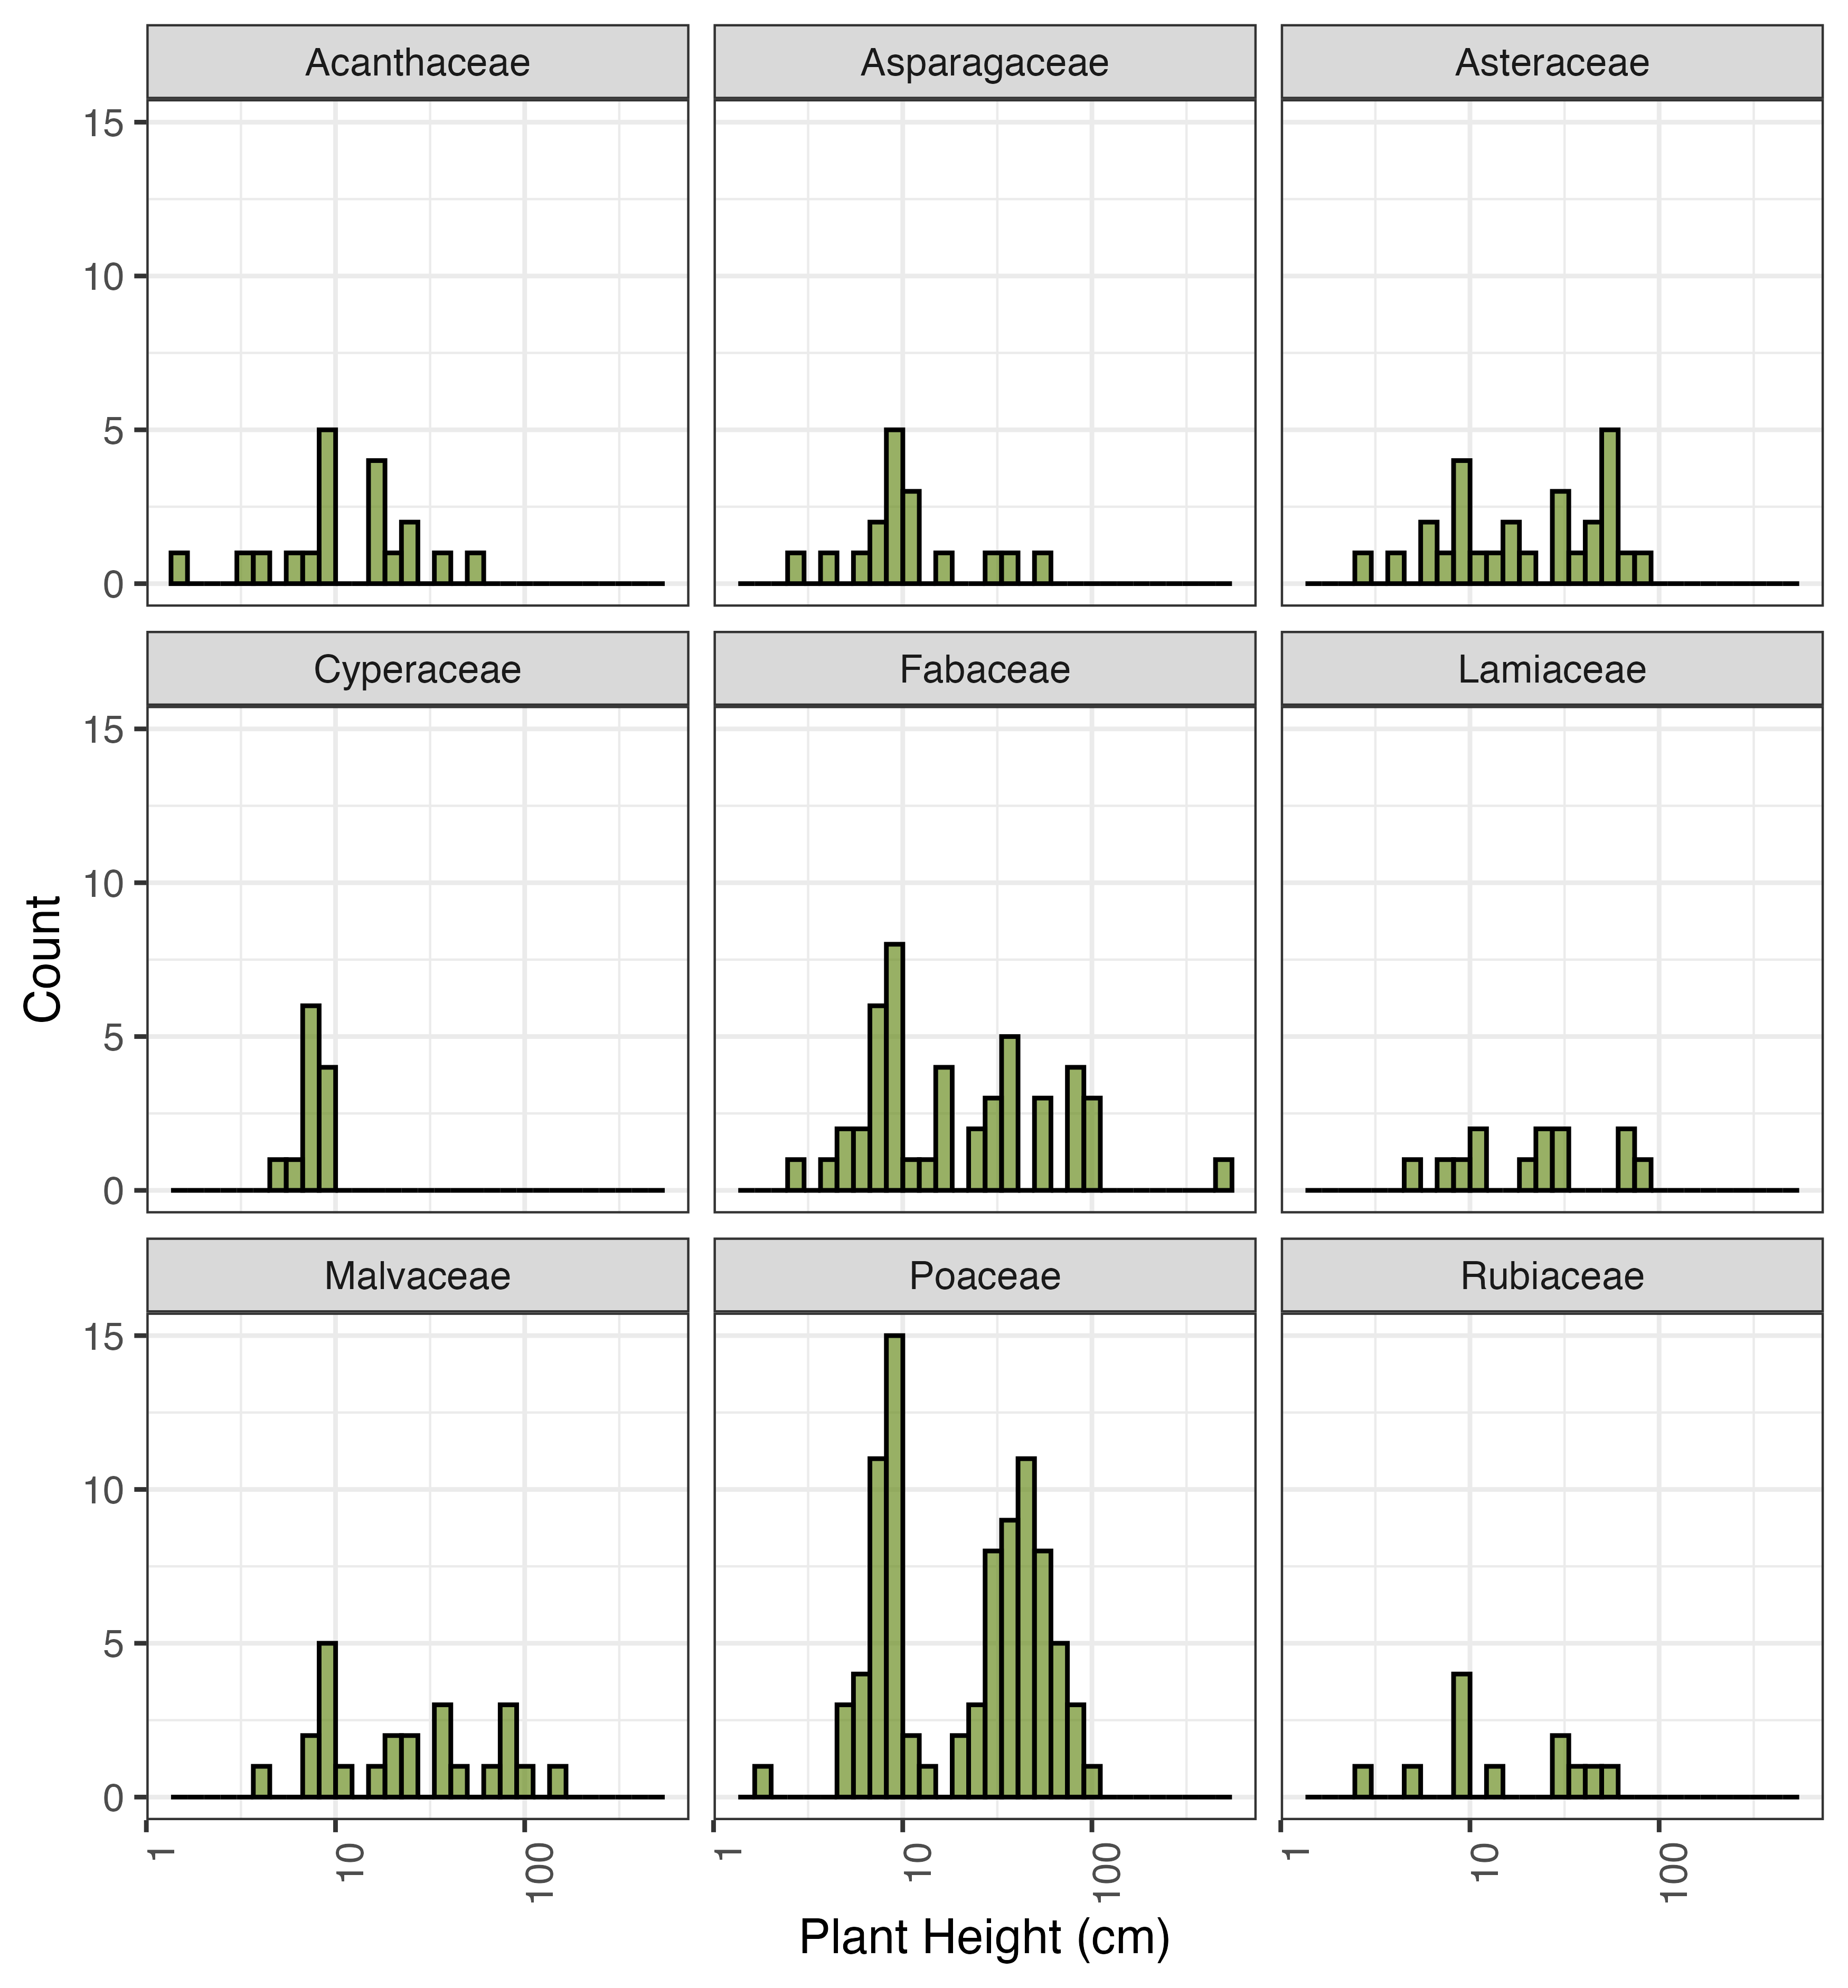 Acanthaceae Asparagaceae Asteraceae
15
10
5
0
Cyperaceae Fabaceae Lamiaceae
15
10
5
0
Count
Malvaceae Poaceae Rubiaceae
15
10
5
0
1 10 100 1 10 100 1 10 100
Plant Height (cm)